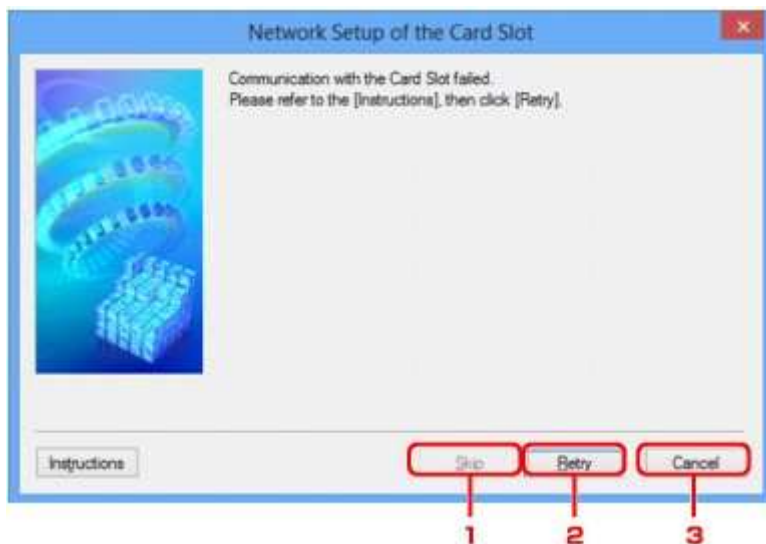 Network Setup of the Card Slot
Communication with the Card Slot failed.
Please refer to the [Instructions], then click [Retry].
Instructions
Skip
Retry
Cancel
1
2
3